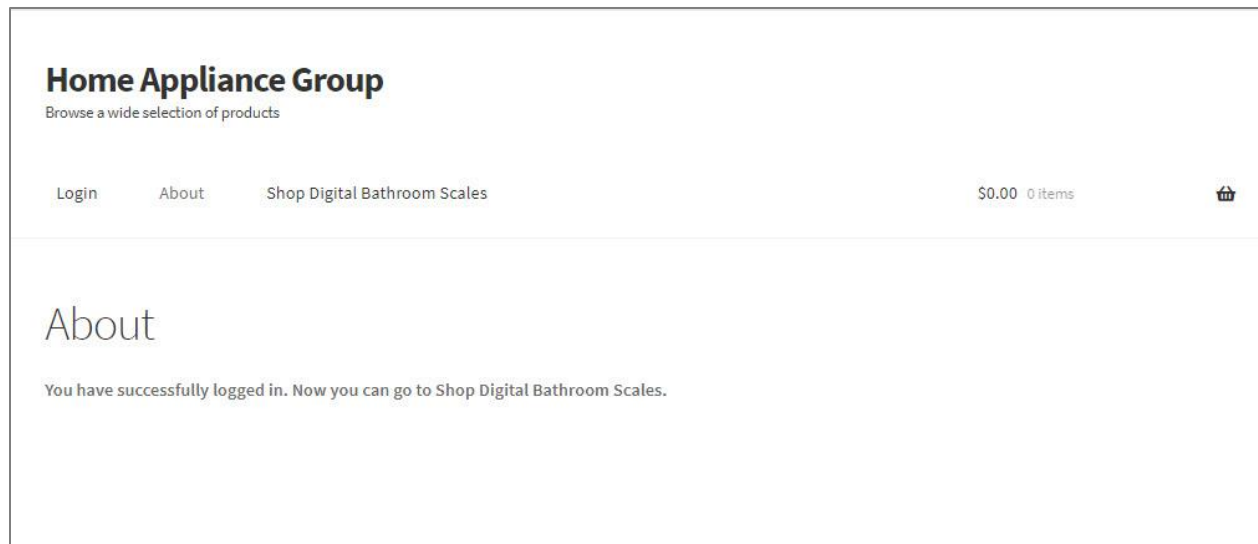 Home Appliance Group
Browse a wide selection of products
Login About Shop Digital Bathroom Scales $0.00 0 items
About
You have successfully logged in. Now you can go to Shop Digital Bathroom Scales.